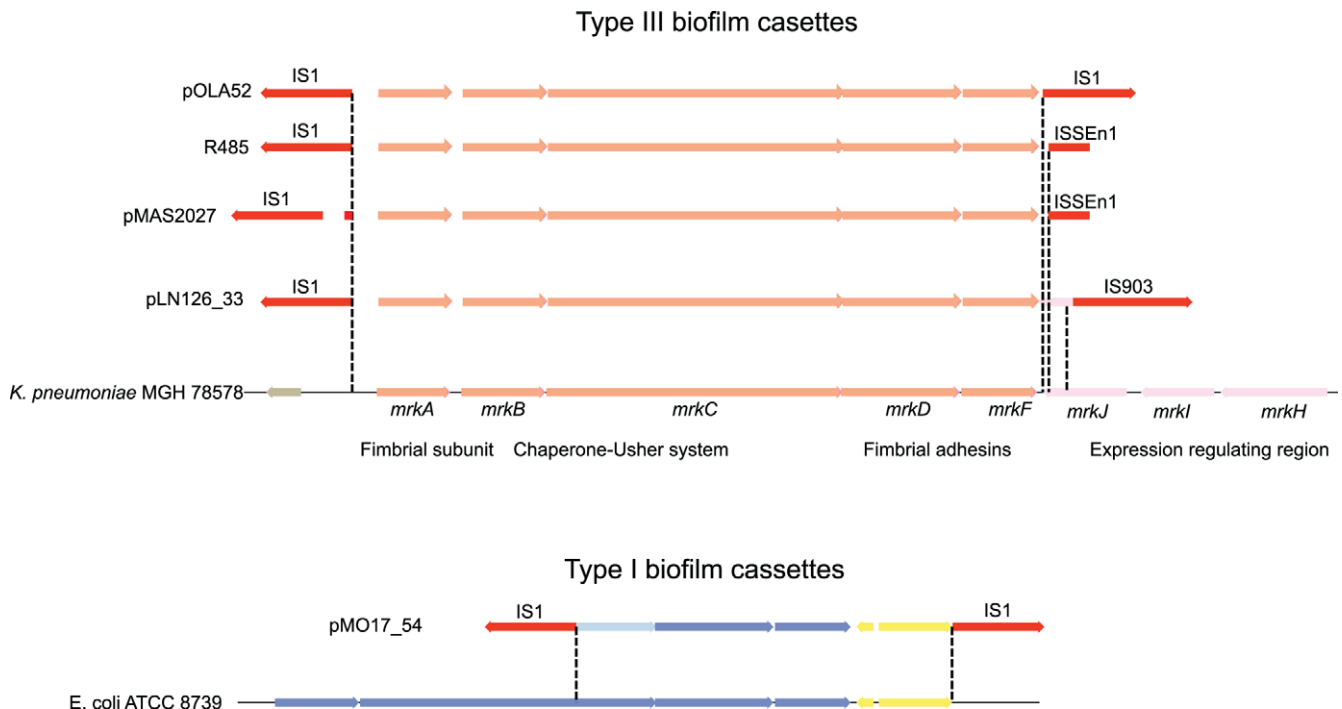 Type III biofilm casettes
IS1 IS1
pOLA52
IS1 ISSEn1
R485
IS1 ISSEn1
pMAS2027
IS1 IS903
pLN126_33
K. pneumoniae MGH 78578
mrkA mrkB mrkC mrkD mrkF mrkJ mrkI mrkH
Fimbrial subunit Chaperone-Usher system Fimbrial adhesins Expression regulating region
Type I biofilm cassettes
IS1 IS1
pMO17_54
E. coli ATCC 8739